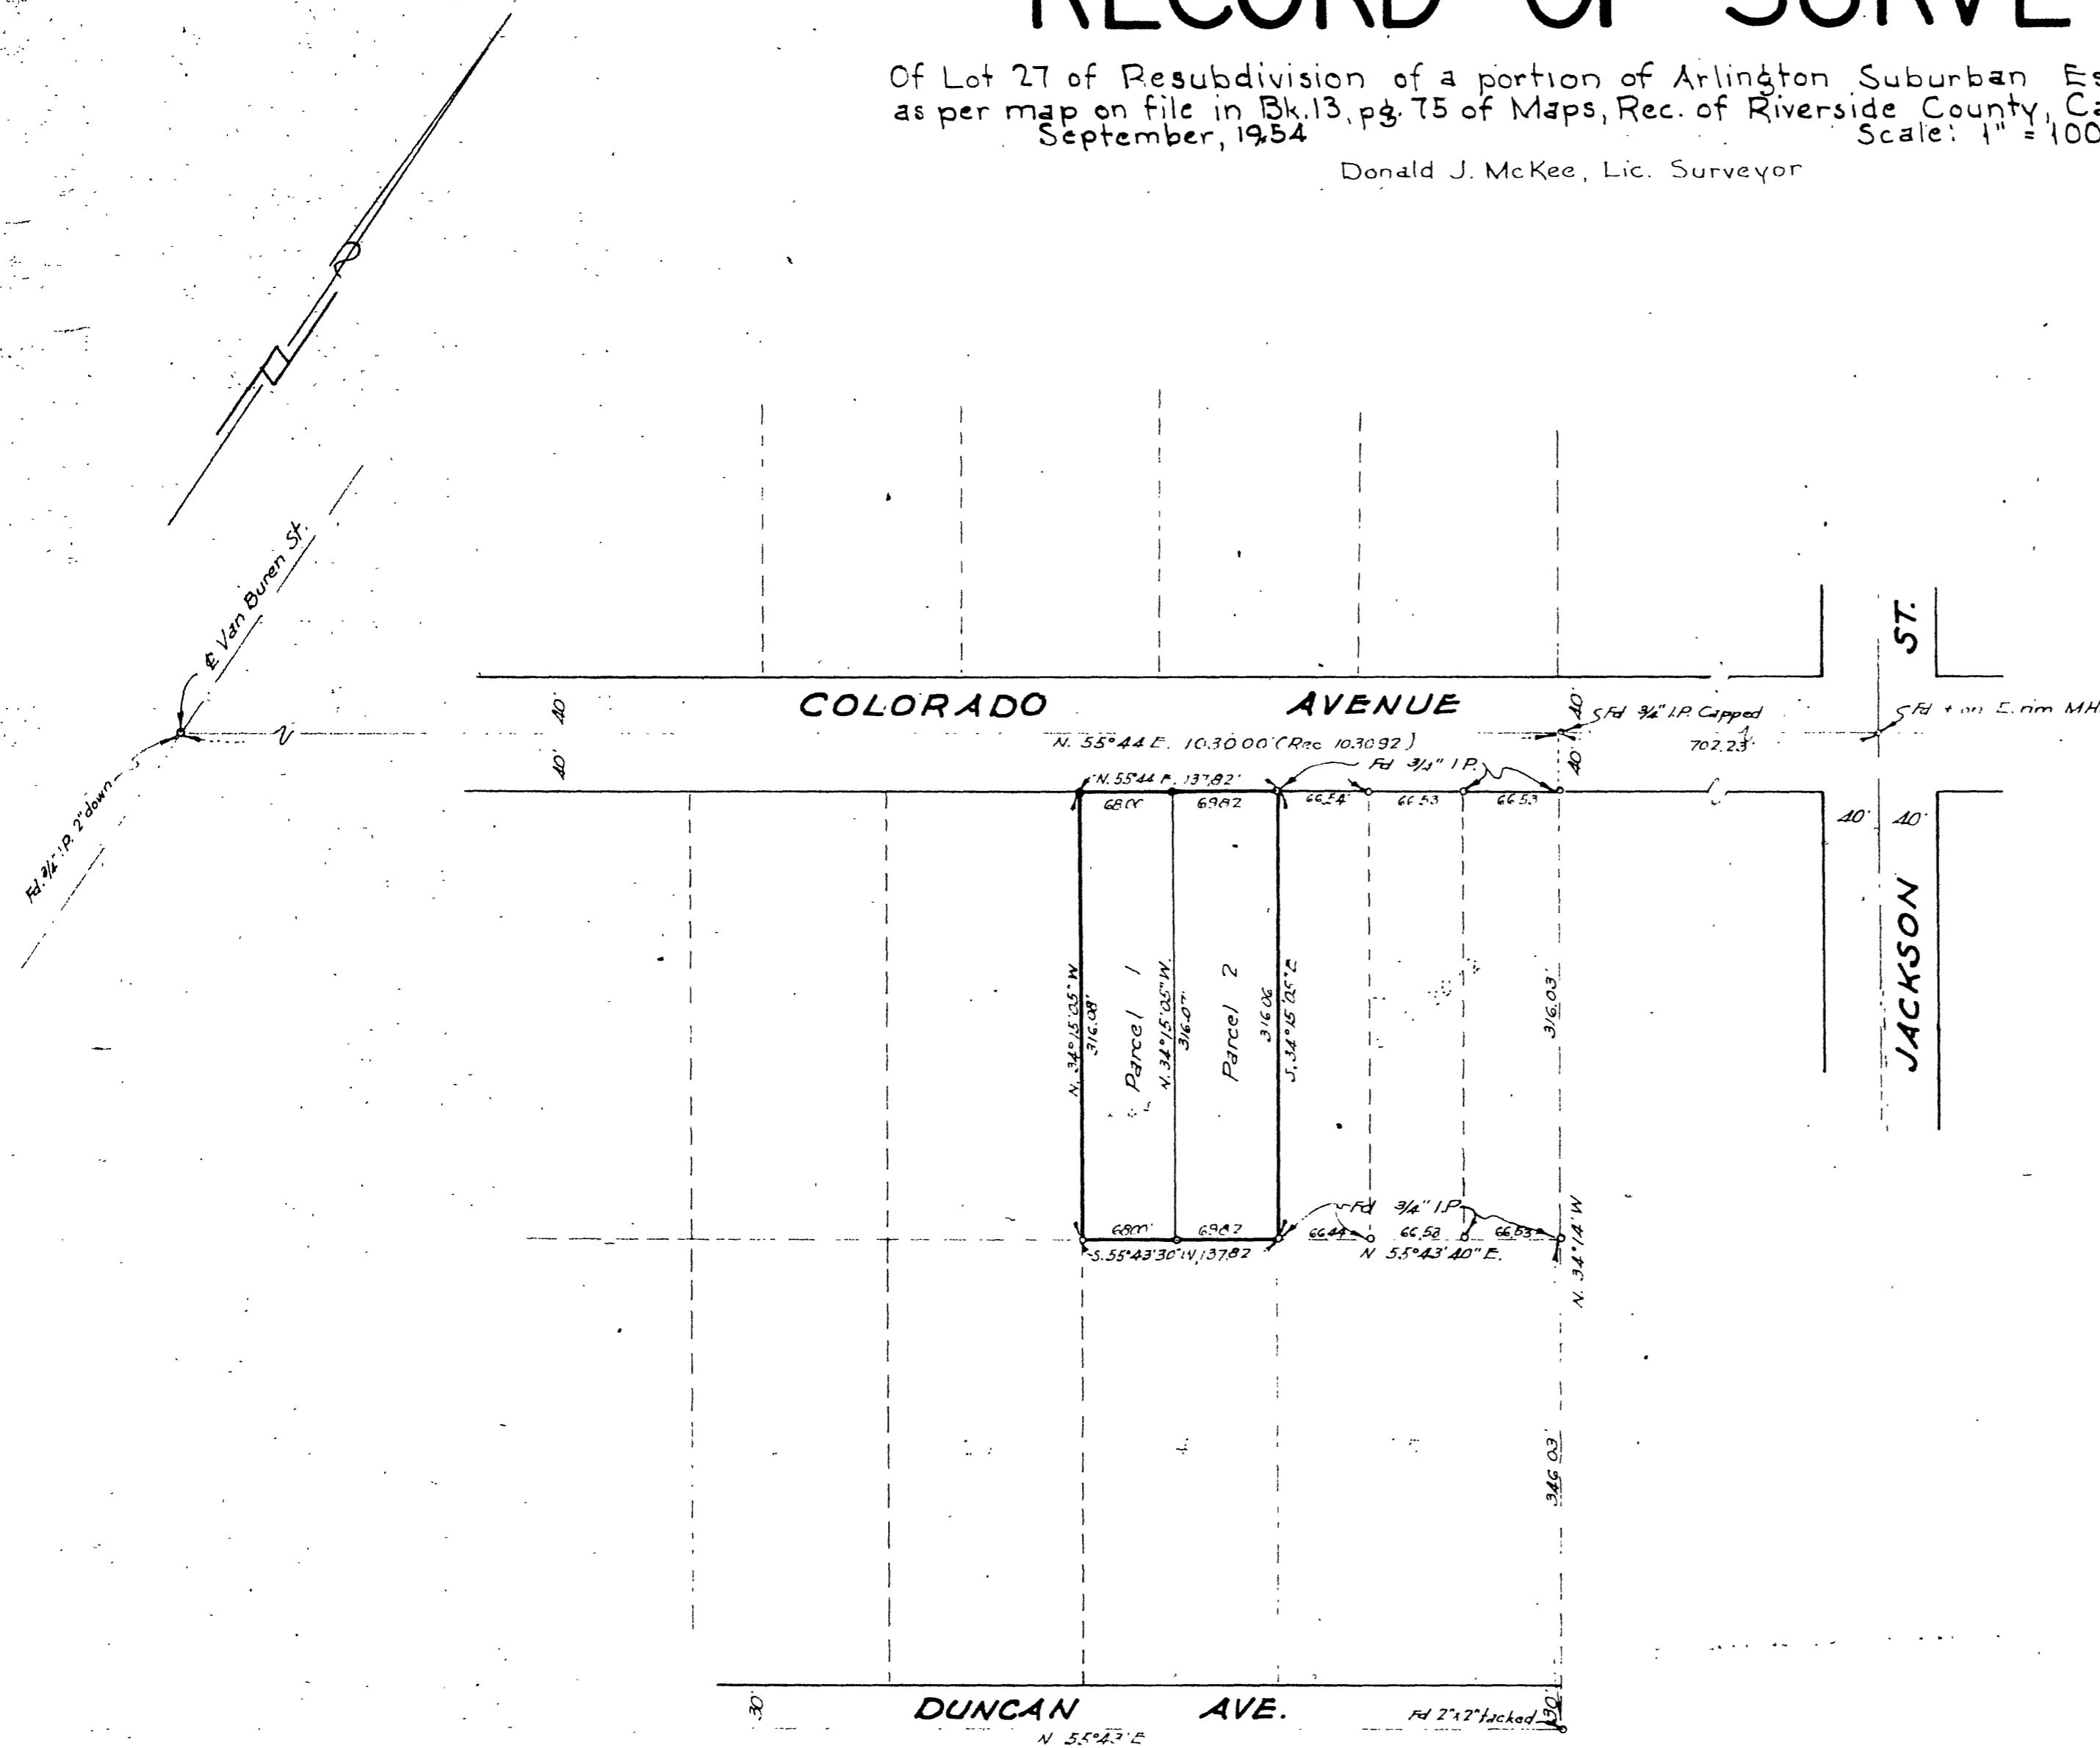 RECORD OF SURVE
Of Lot 27 of Resubdivision of a portion of Arlington Suburban Es
as per map on file in Bk.13, pg. 75 of Maps, Rec. of Riverside County, Ca
September, 1954 Scale: 1" = 100
Donald J. McKee, Lic. Surveyor
℄ Van Buren St.
Fd. 3/4" I.P. 2" down
ST.
40'
40'
COLORADO AVENUE
40'
40'
Fd 3/4" I.P. Capped
Fd + on E. rim MH
N. 55°44 E. 1030.00' (Rec 1030.92)
702.23'
Fd 3/4" I.P.
N. 55°44 E. 137.82'
68.00 69.82 66.54' 66.53 66.53
40' 40'
JACKSON
N. 34°15'05" W
316.08'
Parcel 1
N. 34°15'05" W.
316.07'
Parcel 2
316.06
S. 34°15'05" E
316.03'
Fd 3/4" I.P.
68.00' 69.82 66.44 66.53 66.53
S. 55°43'30" W. 137.82
N 55°43'40" E.
N. 34°14' W
346.03'
30'
DUNCAN AVE.
Fd 2"x2" tacked
30'
N 55°43' E